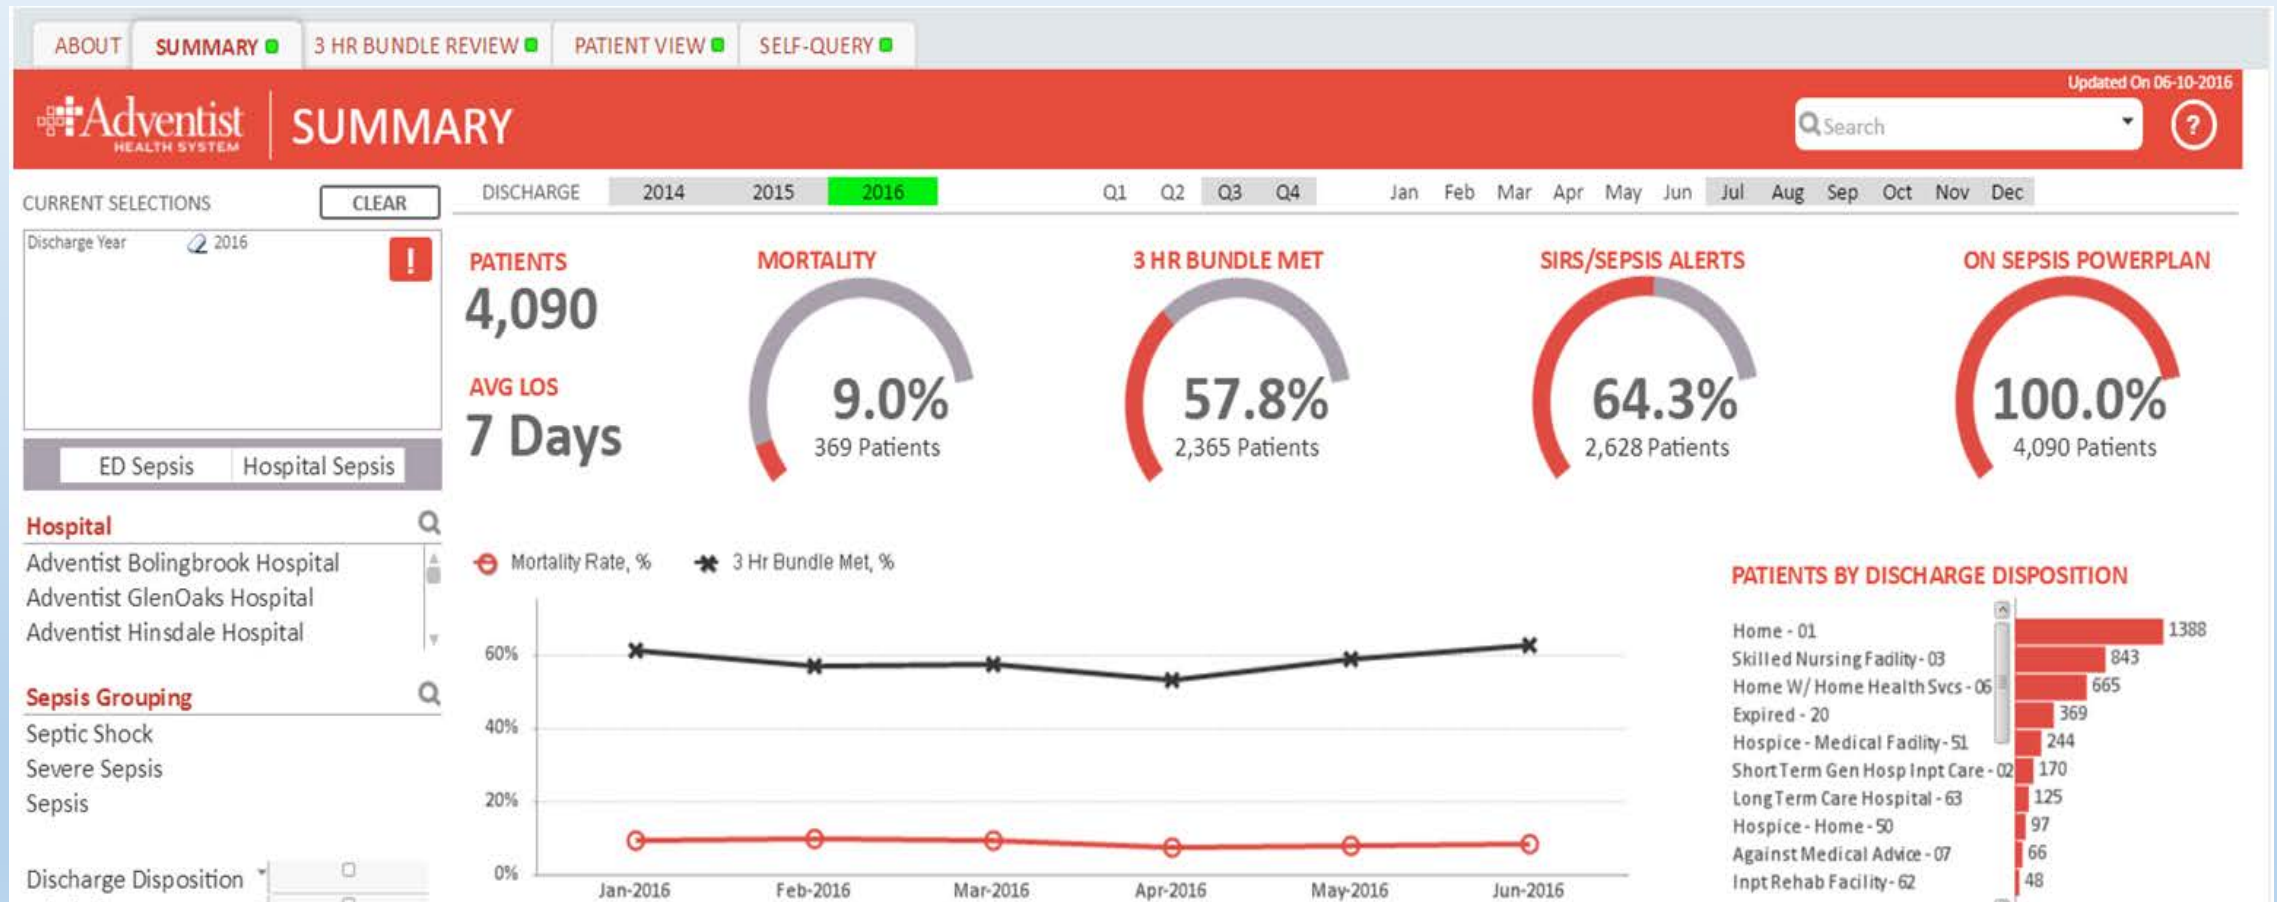 ABOUT SUMMARY 3 HR BUNDLE REVIEW PATIENT VIEW SELF-QUERY
Updated On 06-10-2016
Adventist
HEALTH SYSTEM
SUMMARY
Search
?
CURRENT SELECTIONS CLEAR
DISCHARGE 2014 2015 2016 Q1 Q2 Q3 Q4 Jan Feb Mar Apr May Jun Jul Aug Sep Oct Nov Dec
Discharge Year 2016
!
PATIENTS
4,090
AVG LOS
7 Days
MORTALITY
9.0%
369 Patients
3 HR BUNDLE MET
57.8%
2,365 Patients
SIRS/SEPSIS ALERTS
64.3%
2,628 Patients
ON SEPSIS POWERPLAN
100.0%
4,090 Patients
ED Sepsis Hospital Sepsis
Hospital
Adventist Bolingbrook Hospital
Adventist GlenOaks Hospital
Adventist Hinsdale Hospital
Sepsis Grouping
Septic Shock
Severe Sepsis
Sepsis
Discharge Disposition
Mortality Rate, % 3 Hr Bundle Met, %
60%
40%
20%
0%
Jan-2016 Feb-2016 Mar-2016 Apr-2016 May-2016 Jun-2016
PATIENTS BY DISCHARGE DISPOSITION
Home - 01 1388
Skilled Nursing Facility - 03 843
Home W/ Home Health Svcs - 06 665
Expired - 20 369
Hospice - Medical Facility - 51 244
Short Term Gen Hosp Inpt Care - 02 170
Long Term Care Hospital - 63 125
Hospice - Home - 50 97
Against Medical Advice - 07 66
Inpt Rehab Facility - 62 48